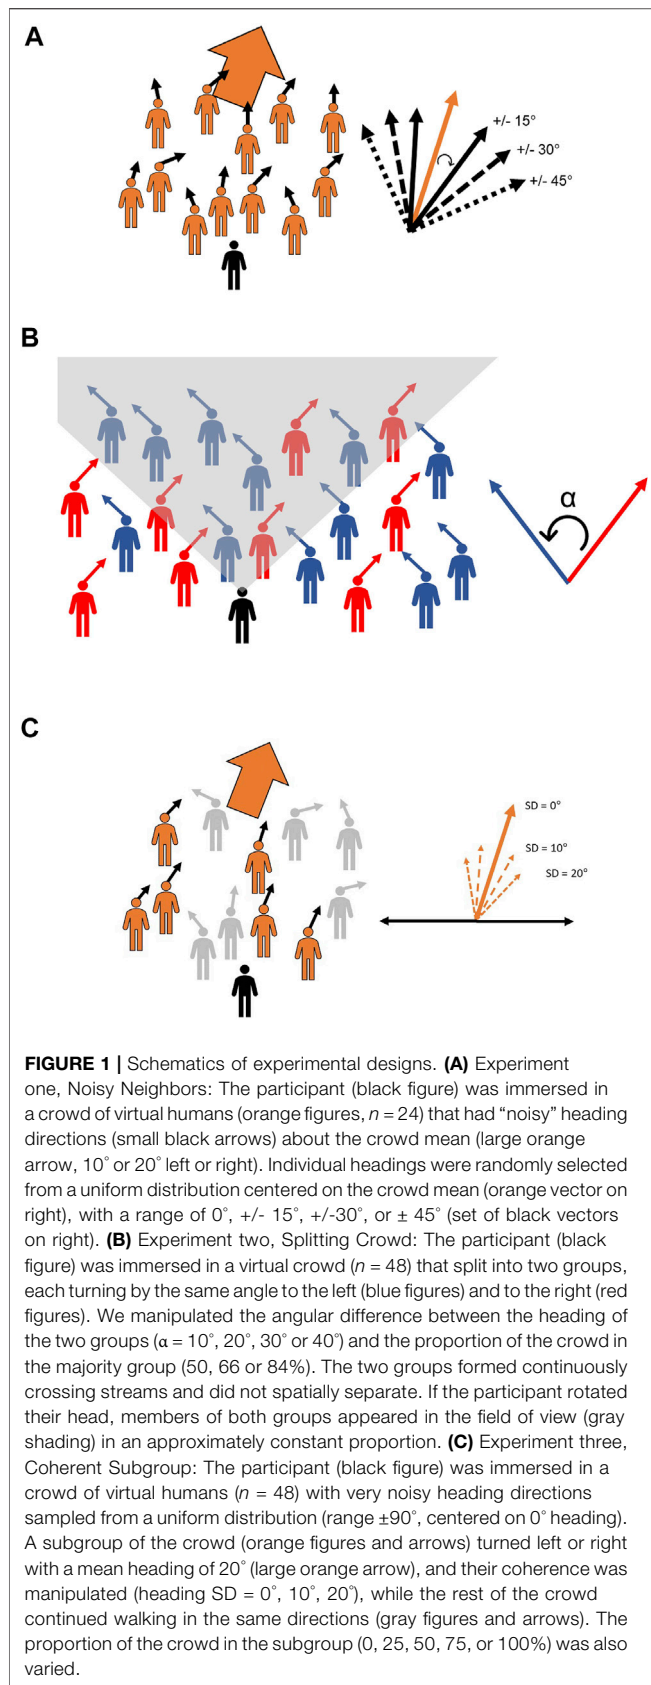 A
+/- 15°
+/- 30°
+/- 45°
B
α
C
SD = 0°
SD = 10°
SD = 20°
FIGURE 1 | Schematics of experimental designs. (A) Experiment
one, Noisy Neighbors: The participant (black figure) was immersed in
a crowd of virtual humans (orange figures, n = 24) that had “noisy” heading
directions (small black arrows) about the crowd mean (large orange
arrow, 10° or 20° left or right). Individual headings were randomly selected
from a uniform distribution centered on the crowd mean (orange vector on
right), with a range of 0°, +/- 15°, +/-30°, or ± 45° (set of black vectors
on right). (B) Experiment two, Splitting Crowd: The participant (black
figure) was immersed in a virtual crowd (n = 48) that split into two groups,
each turning by the same angle to the left (blue figures) and to the right (red
figures). We manipulated the angular difference between the heading of
the two groups (α = 10°, 20°, 30° or 40°) and the proportion of the crowd in
the majority group (50, 66 or 84%). The two groups formed continuously
crossing streams and did not spatially separate. If the participant rotated
their head, members of both groups appeared in the field of view (gray
shading) in an approximately constant proportion. (C) Experiment three,
Coherent Subgroup: The participant (black figure) was immersed in a
crowd of virtual humans (n = 48) with very noisy heading directions
sampled from a uniform distribution (range ±90°, centered on 0° heading).
A subgroup of the crowd (orange figures and arrows) turned left or right
with a mean heading of 20° (large orange arrow), and their coherence was
manipulated (heading SD = 0°, 10°, 20°), while the rest of the crowd
continued walking in the same directions (gray figures and arrows). The
proportion of the crowd in the subgroup (0, 25, 50, 75, or 100%) was also
varied.